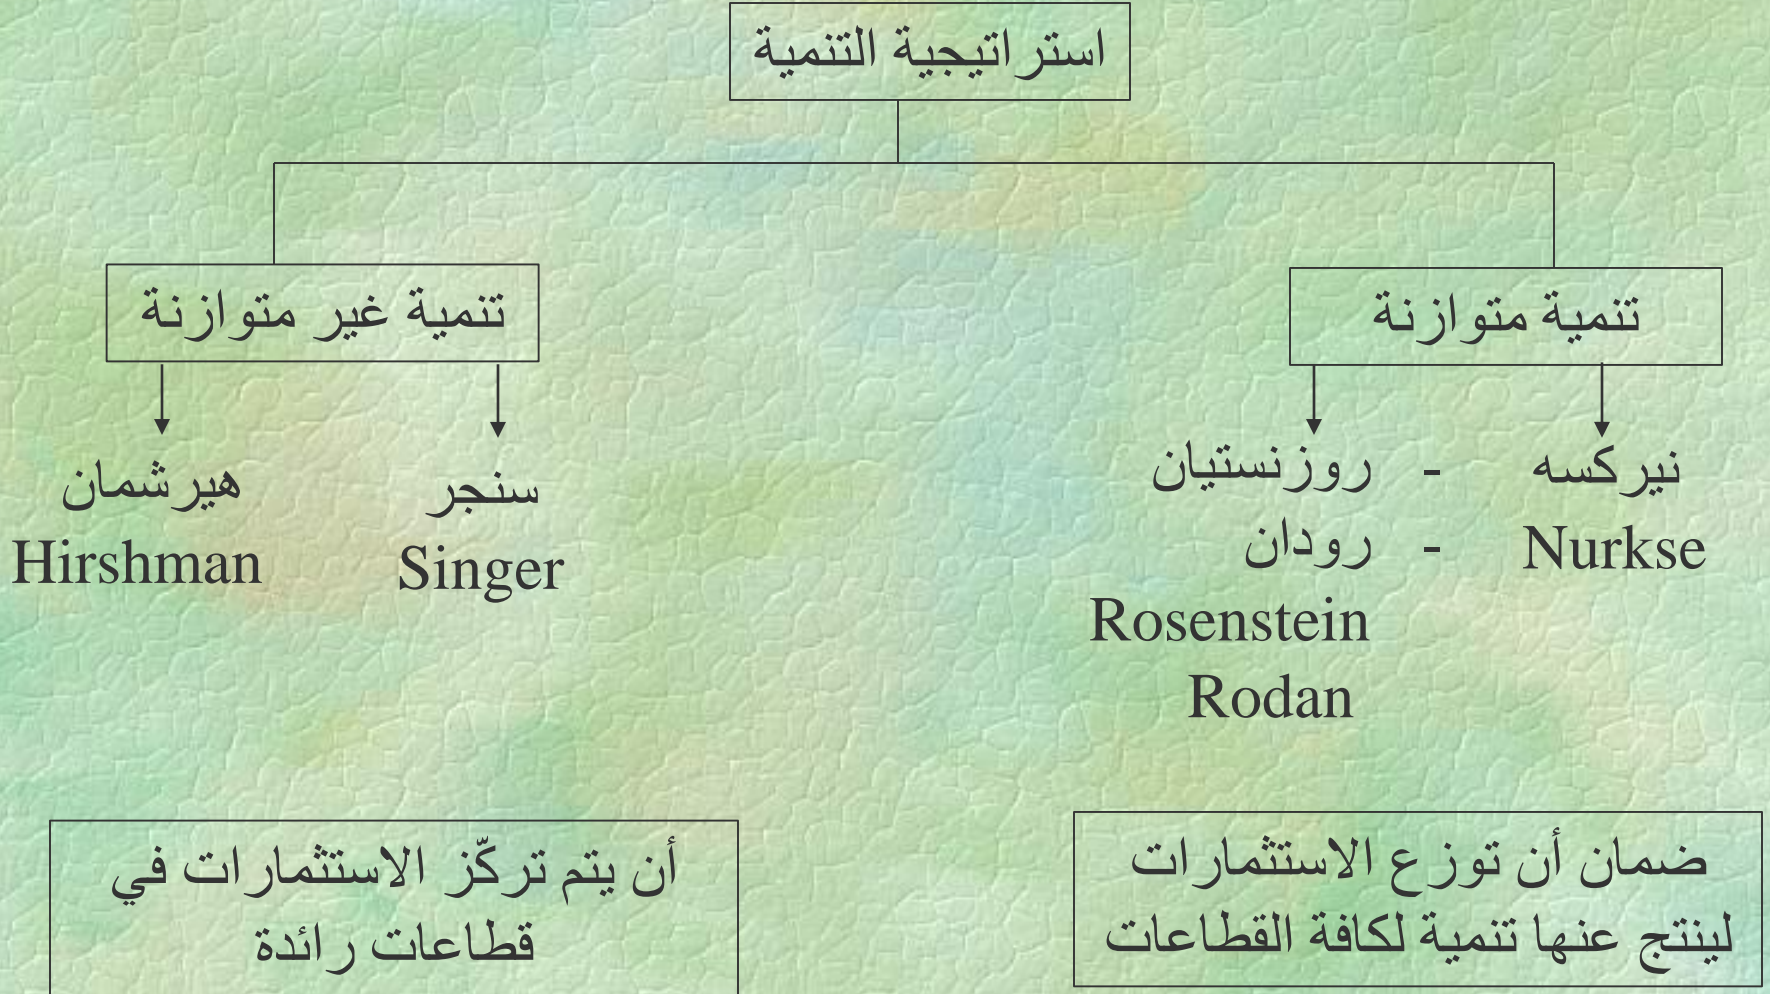 استراتيجية التنمية
تنمية متوازنة
تنمية غير متوازنة
نيركسه
Nurkse
- روزنستيان
- رودان
Rosenstein
Rodan
سنجر
Singer
هيرشمان
Hirshman
ضمان أن توزع الاستثمارات
لينتج عنها تنمية لكافة القطاعات
أن يتم تركّز الاستثمارات في
قطاعات رائدة